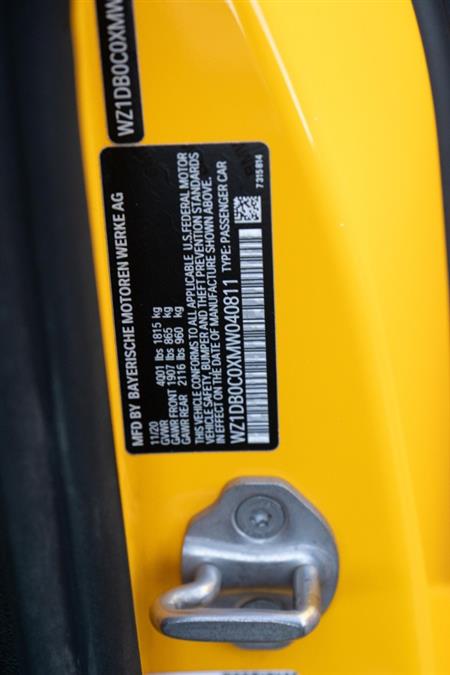 WZ1DB0C0XMW
MFD BY BAYERISCHE MOTOREN WERKE AG
11/20
GVWR 4001 lbs 1815 kg
GAWR FRONT 1907 lbs 865 kg
GAWR REAR 2116 lbs 960 kg
THIS VEHICLE CONFORMS TO ALL APPLICABLE U.S. FEDERAL MOTOR
VEHICLE SAFETY, BUMPER AND THEFT PREVENTION STANDARDS
IN EFFECT ON THE DATE OF MANUFACTURE SHOWN ABOVE.
WZ1DB0C0XMW040811 TYPE: PASSENGER CAR
7 315 814